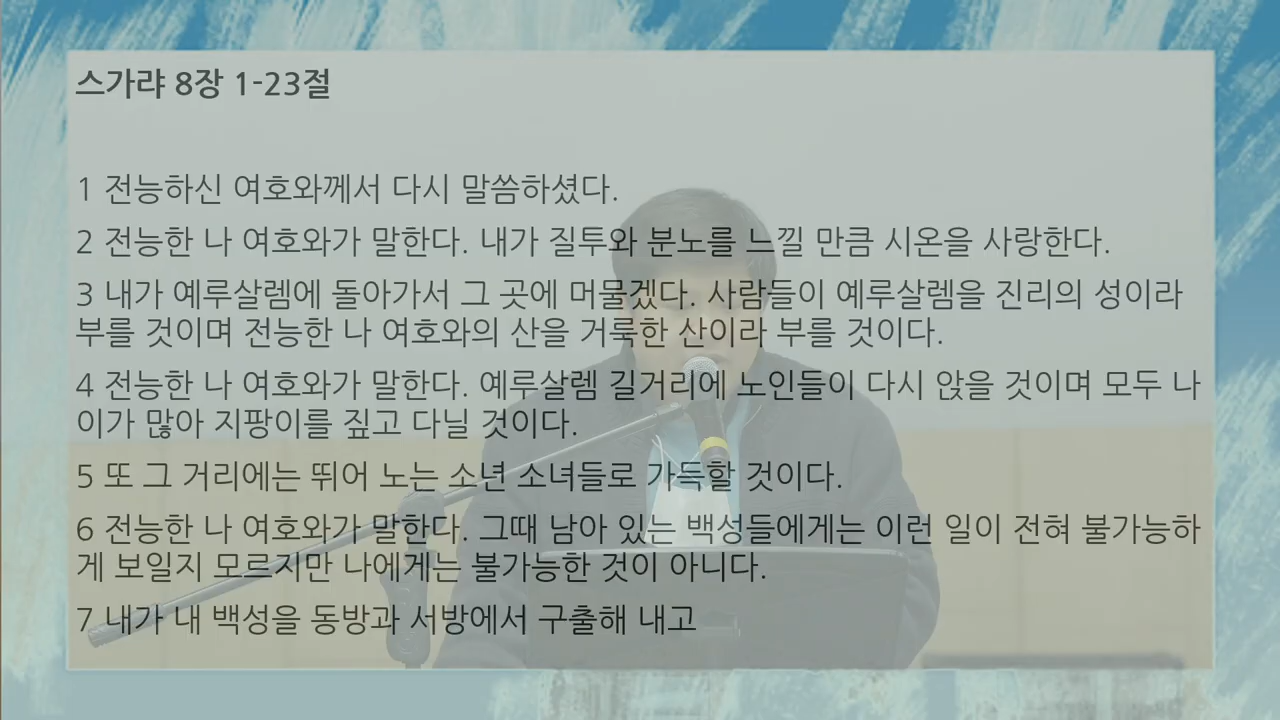 스가랴 8장 1-23절
1 전능하신 여호와께서 다시 말씀하셨다.
2 전능한 나 여호와가 말한다. 내가 질투와 분노를 느낄 만큼 시온을 사랑한다.
3 내가 예루살렘에 돌아가서 그 곳에 머물겠다. 사람들이 예루살렘을 진리의 성이라
부를 것이며 전능한 나 여호와의 산을 거룩한 산이라 부를 것이다.
4 전능한 나 여호와가 말한다. 예루살렘 길거리에 노인들이 다시 앉을 것이며 모두 나
이가 많아 지팡이를 짚고 다닐 것이다.
5 또 그 거리에는 뛰어 노는 소년 소녀들로 가득할 것이다.
6 전능한 나 여호와가 말한다. 그때 남아 있는 백성들에게는 이런 일이 전혀 불가능하
게 보일지 모르지만 나에게는 불가능한 것이 아니다.
7 내가 내 백성을 동방과 서방에서 구출해 내고